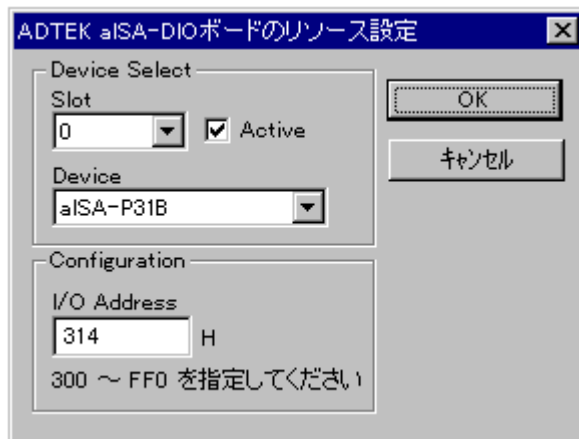 ADTEK aISA-DIOボードのリソース設定
Device Select
Slot
0
Active
Device
aISA-P31B
OK
キャンセル
Configuration
I/O Address
314 H
300 ～ FF0 を指定してください